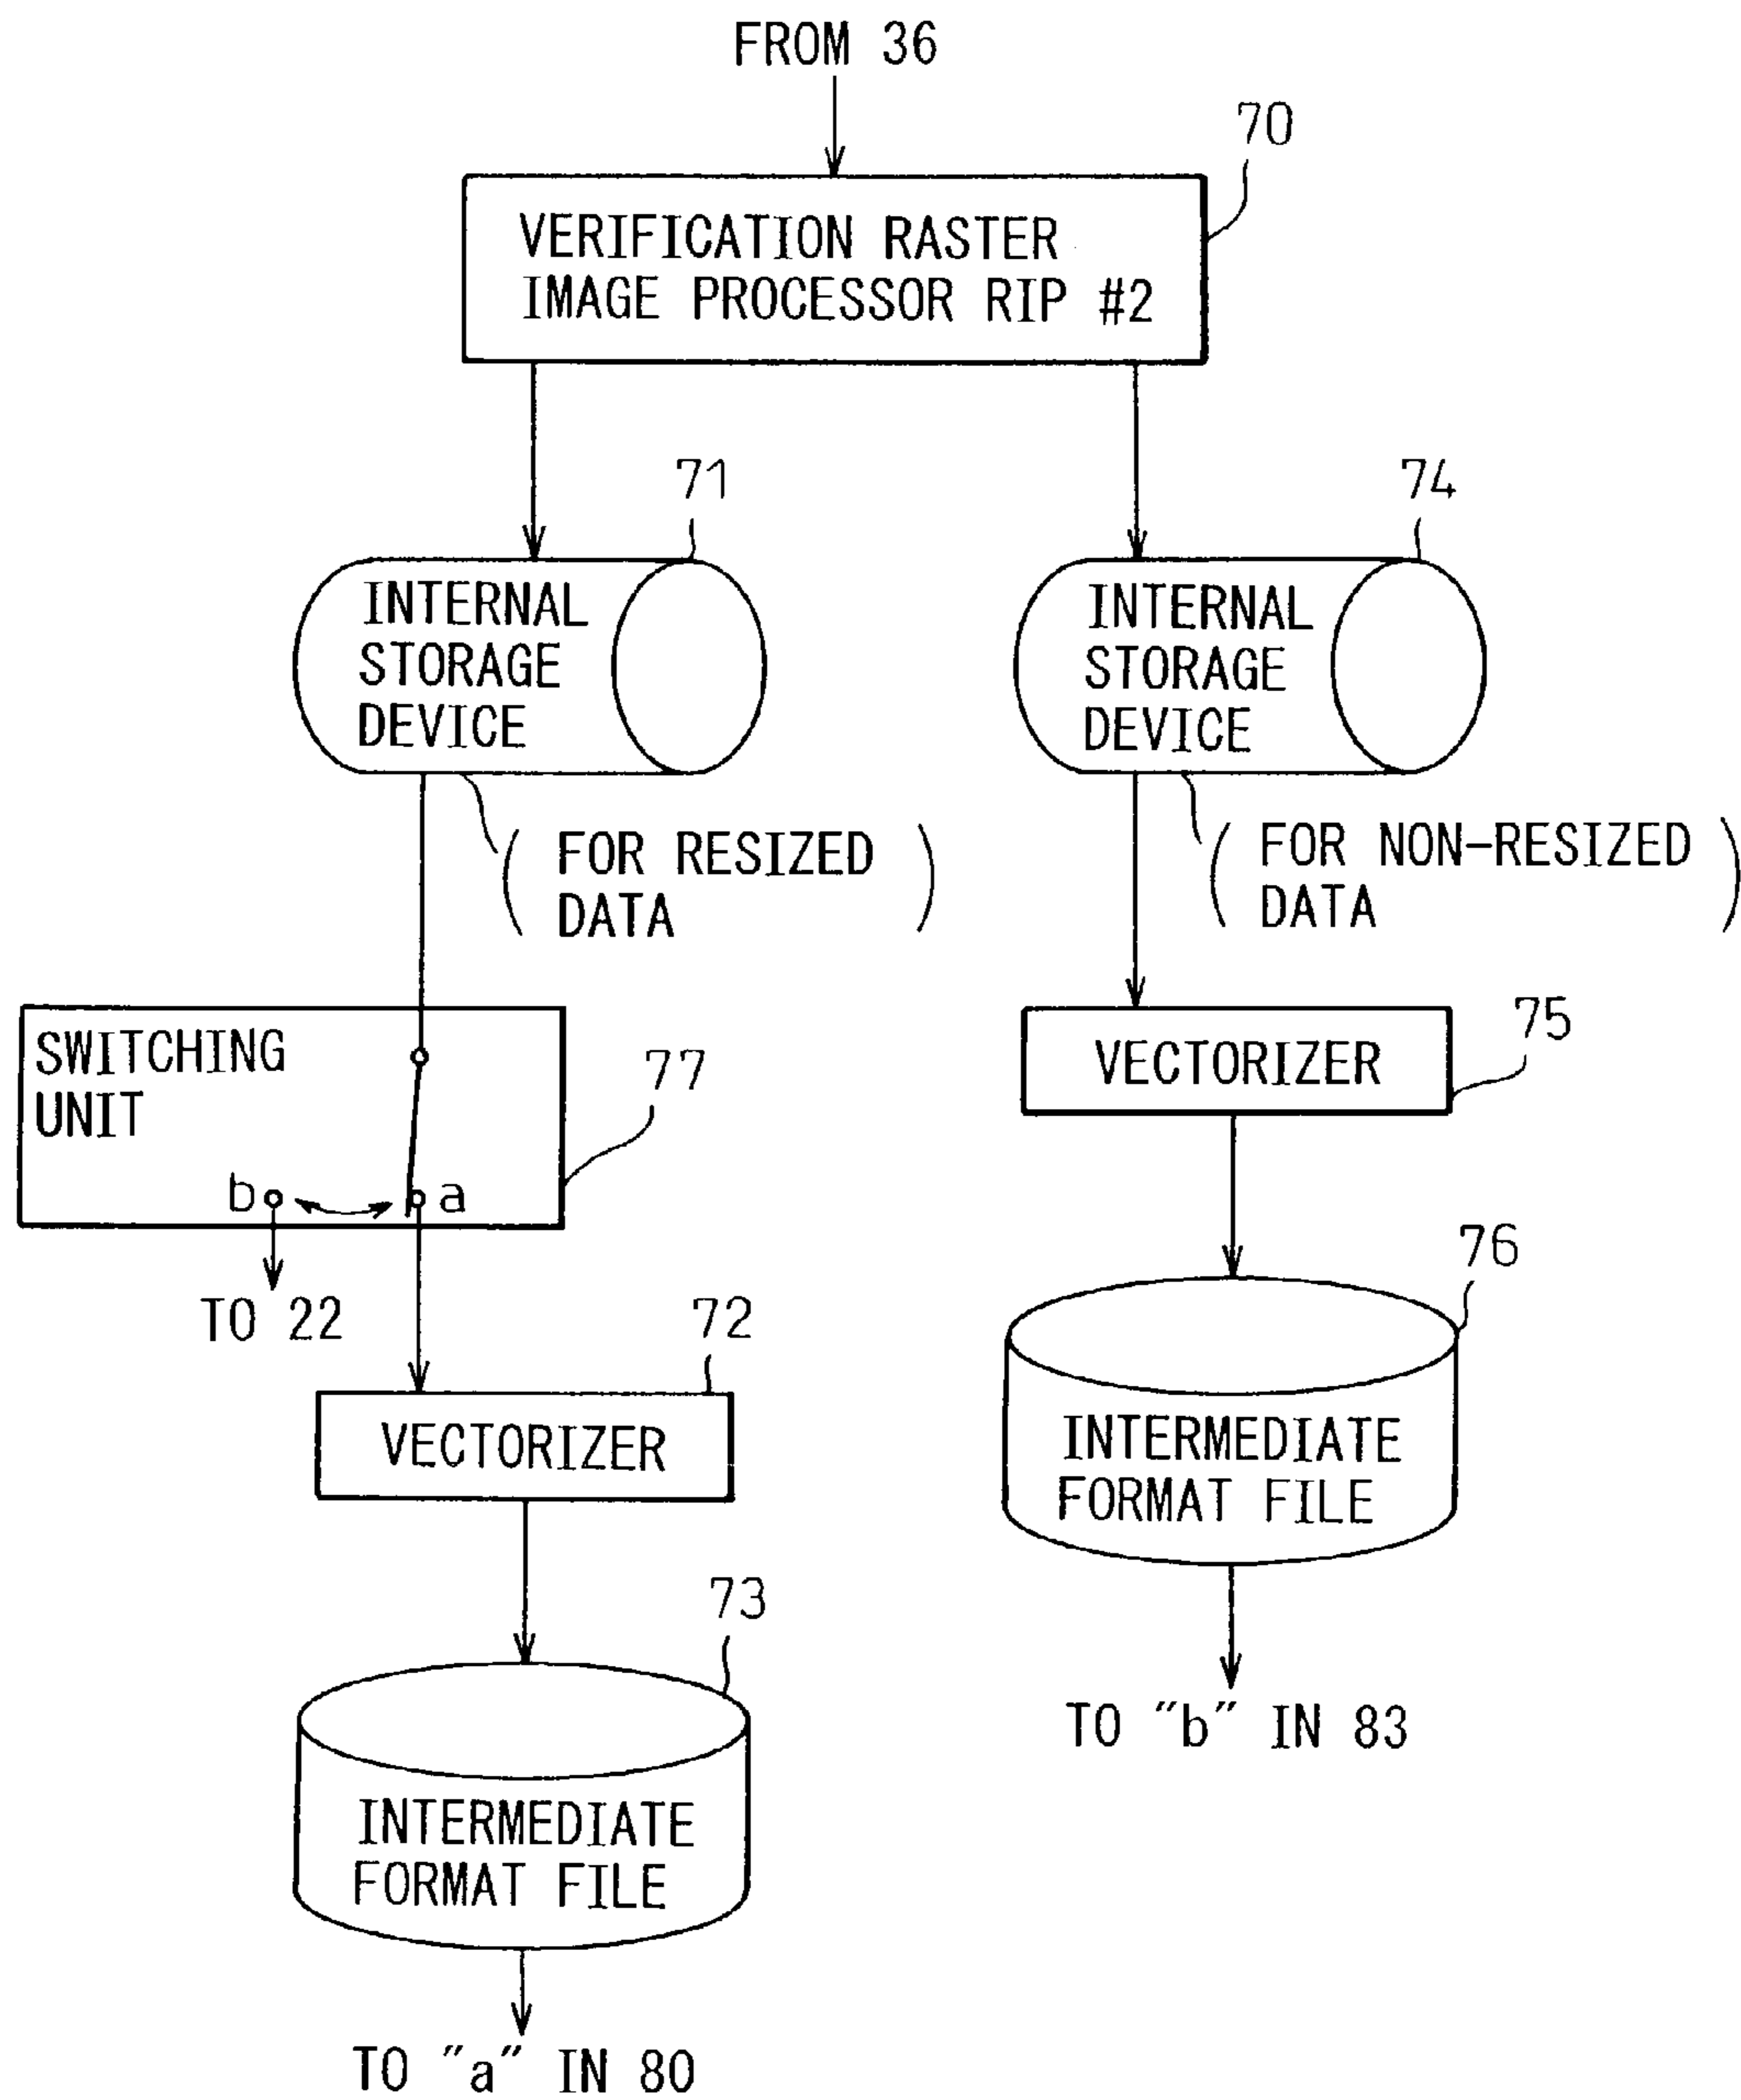 FROM 36
70
VERIFICATION RASTER
IMAGE PROCESSOR RIP #2
71
INTERNAL
STORAGE
DEVICE
74
INTERNAL
STORAGE
DEVICE
( FOR RESIZED
DATA )
( FOR NON-RESIZED
DATA )
SWITCHING
UNIT
77
b
a
TO 22
75
VECTORIZER
72
VECTORIZER
76
INTERMEDIATE
FORMAT FILE
TO "b" IN 83
73
INTERMEDIATE
FORMAT FILE
TO "a" IN 80